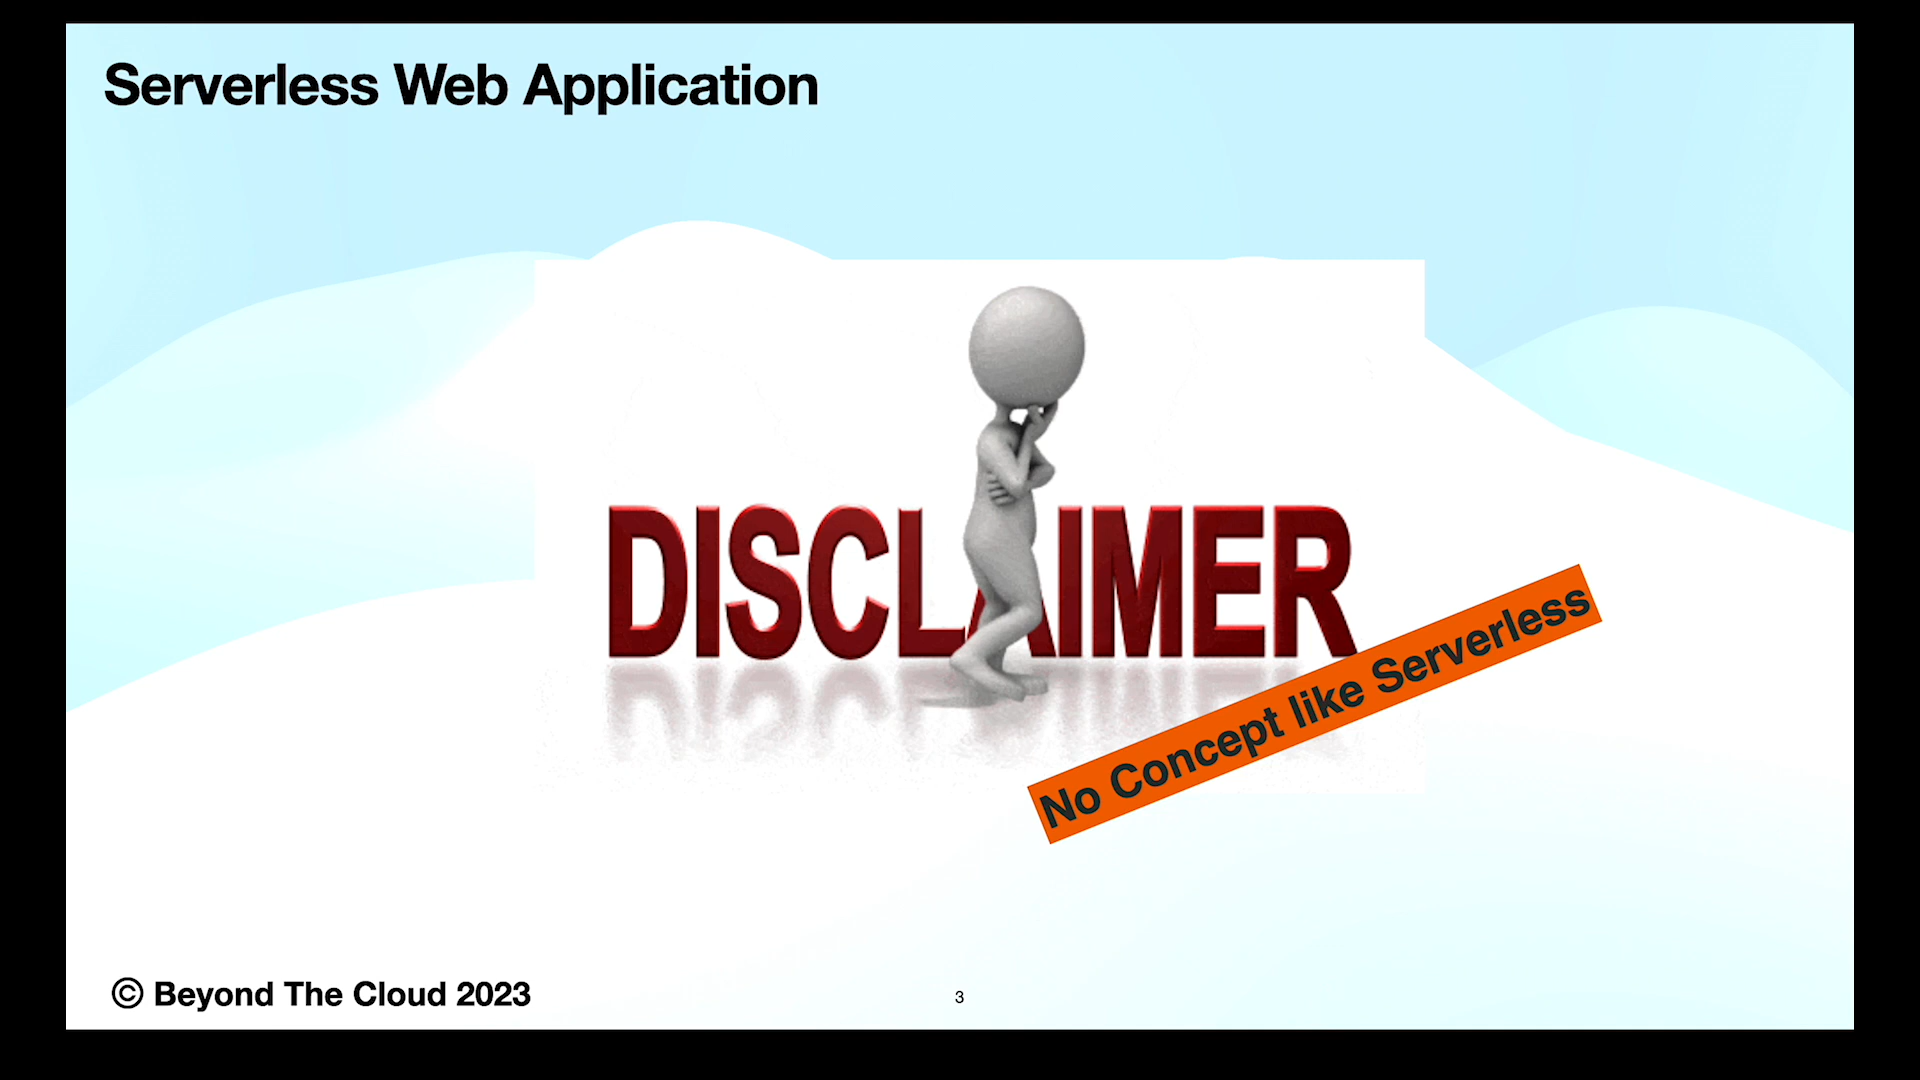 Serverless Web Application
DISCLAIMER
No Concept like Serverless
© Beyond The Cloud 2023
3